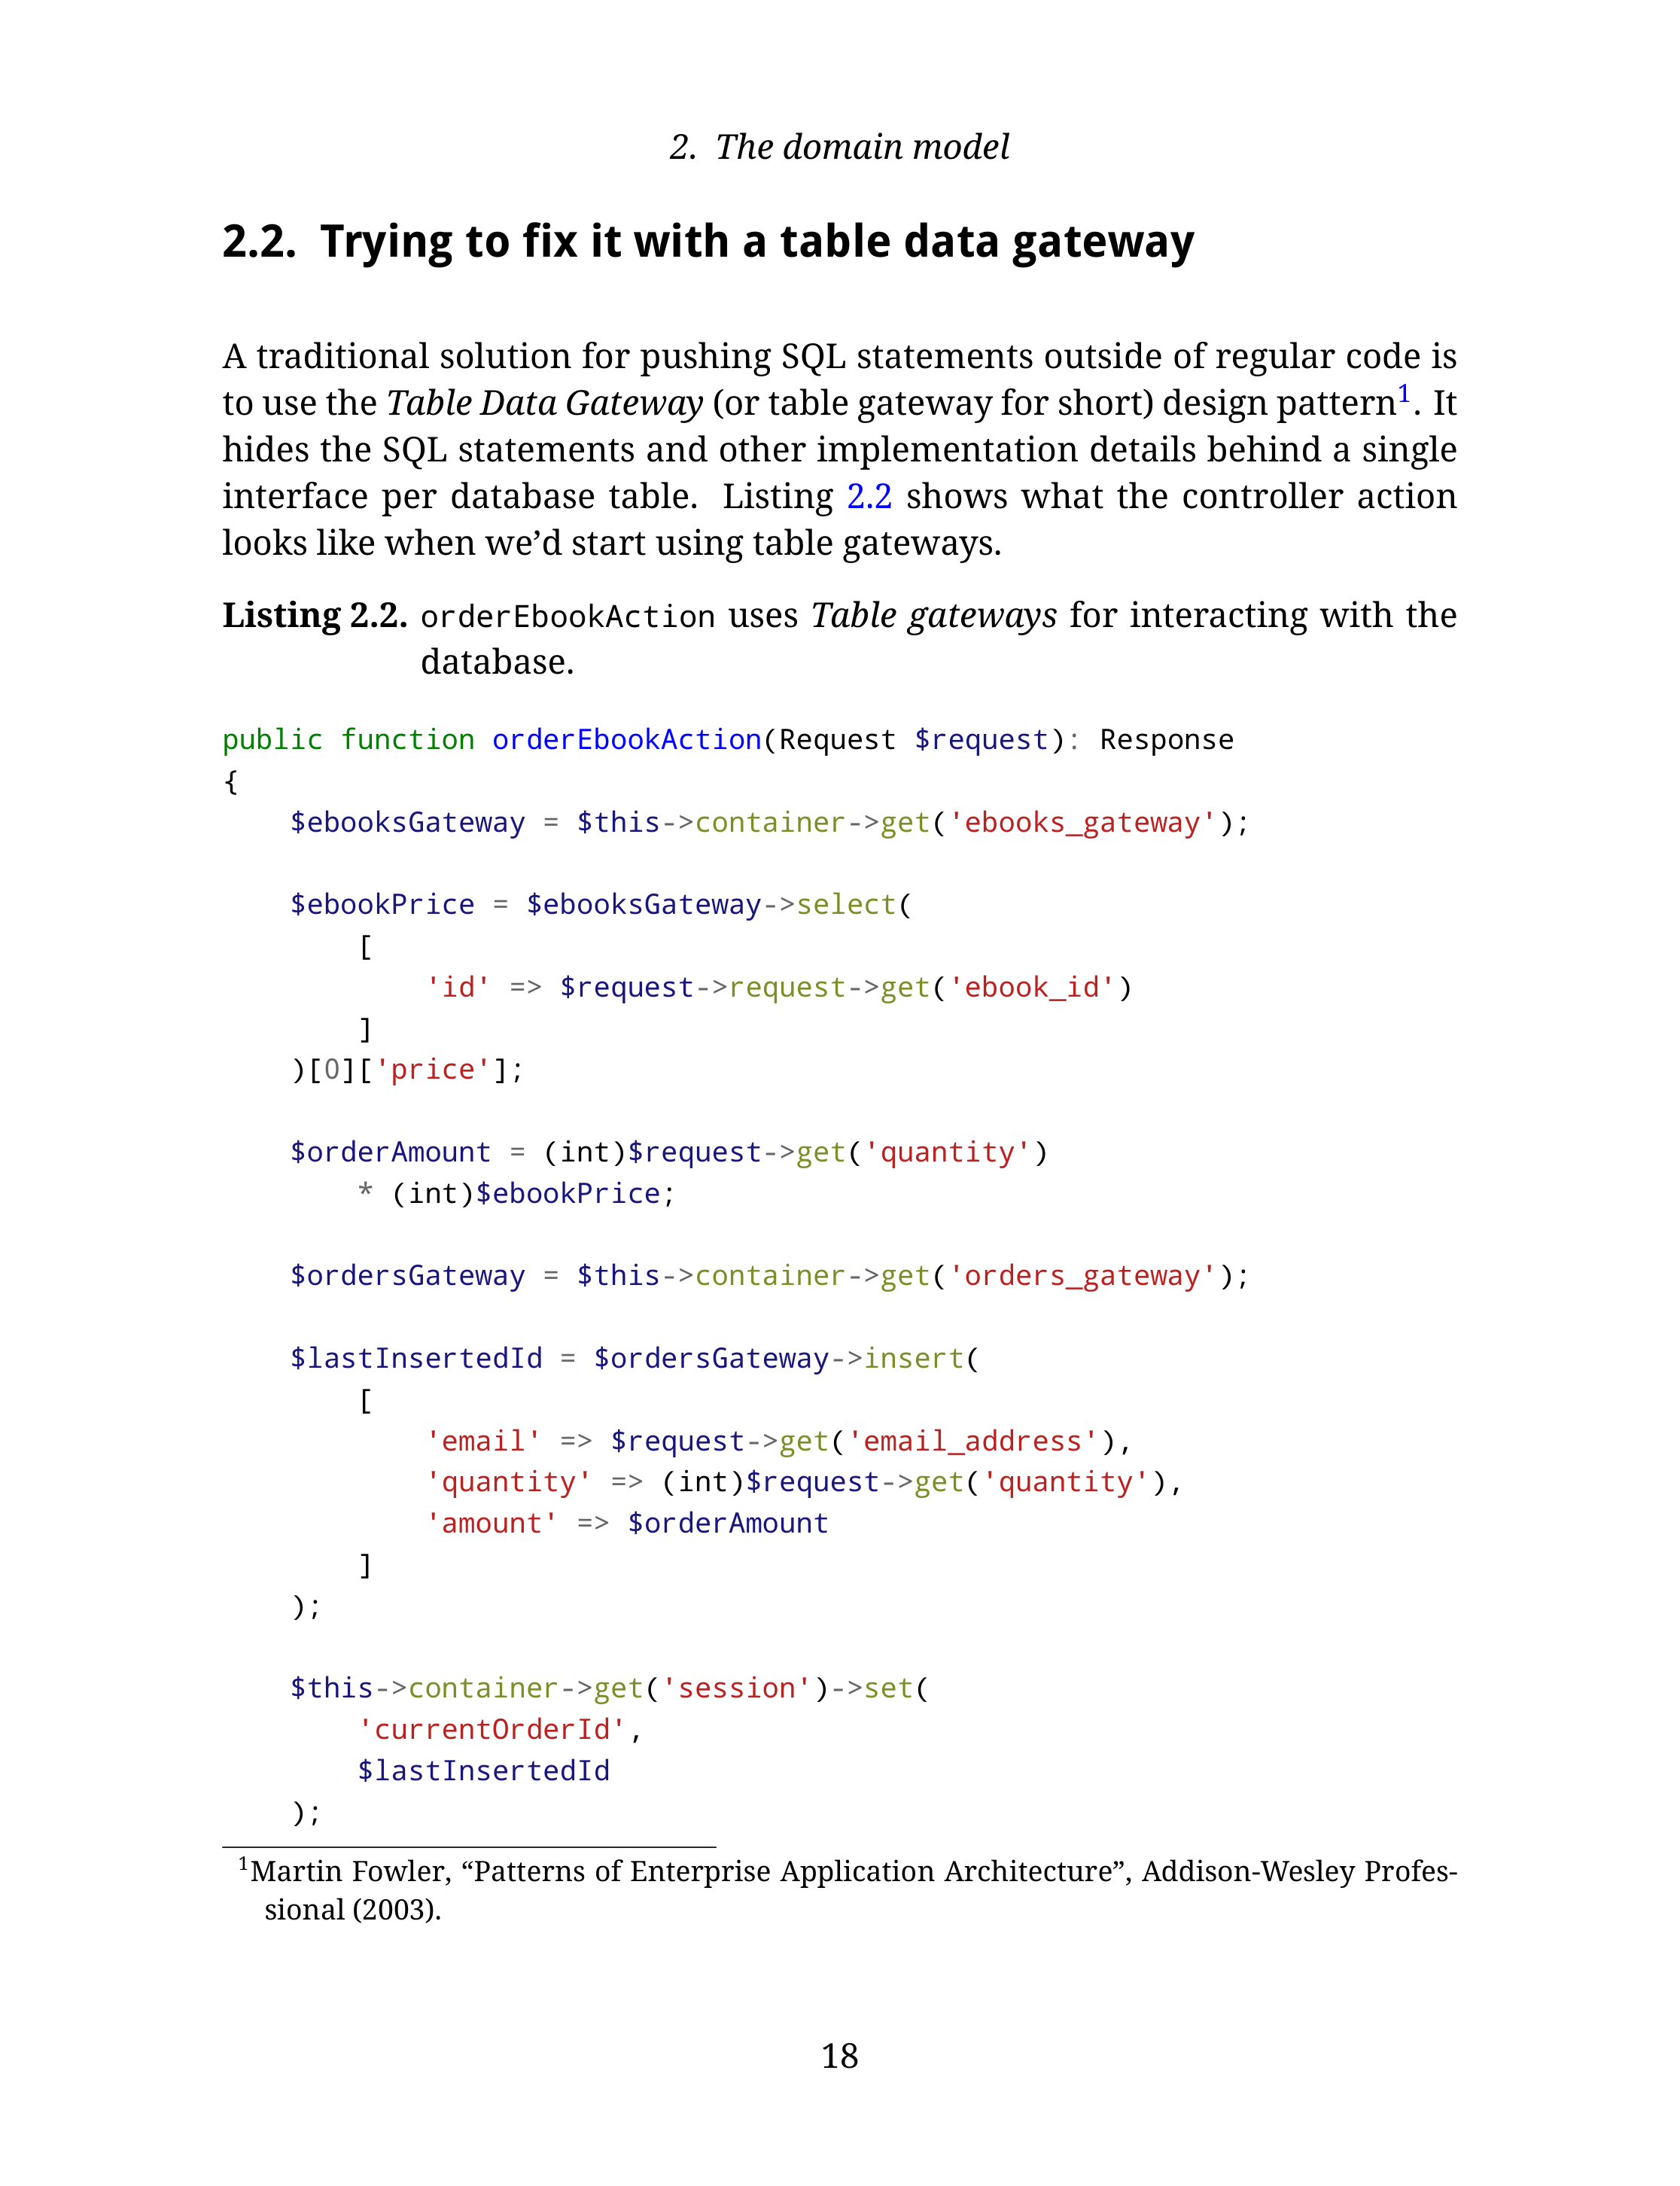 2. The domain model
2.2. Trying to fix it with a table data gateway
A traditional solution for pushing SQL statements outside of regular code is
to use the Table Data Gateway (or table gateway for short) design pattern1. It
hides the SQL statements and other implementation details behind a single
interface per database table. Listing 2.2 shows what the controller action
looks like when we’d start using table gateways.
Listing 2.2. orderEbookAction uses Table gateways for interacting with the
database.
public function orderEbookAction(Request $request): Response
{
    $ebooksGateway = $this->container->get('ebooks_gateway');

    $ebookPrice = $ebooksGateway->select(
        [
            'id' => $request->request->get('ebook_id')
        ]
    )[0]['price'];

    $orderAmount = (int)$request->get('quantity')
        * (int)$ebookPrice;

    $ordersGateway = $this->container->get('orders_gateway');

    $lastInsertedId = $ordersGateway->insert(
        [
            'email' => $request->get('email_address'),
            'quantity' => (int)$request->get('quantity'),
            'amount' => $orderAmount
        ]
    );

    $this->container->get('session')->set(
        'currentOrderId',
        $lastInsertedId
    );
1Martin Fowler, “Patterns of Enterprise Application Architecture”, Addison-Wesley Profes-
sional (2003).
18